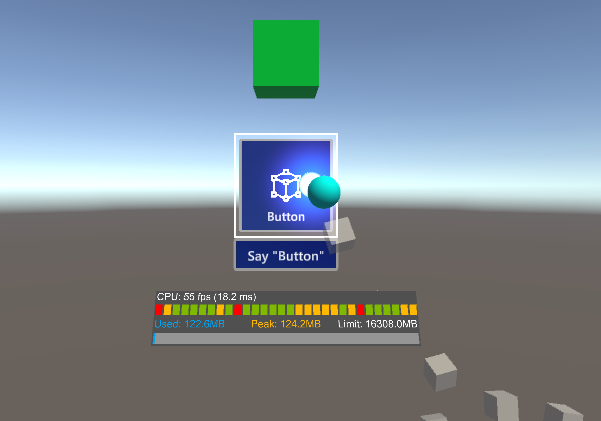 Button
Say "Button"
CPU: 55 fps (18.2 ms)
Used: 122.6MB Peak: 124.2MB Limit: 16308.0MB